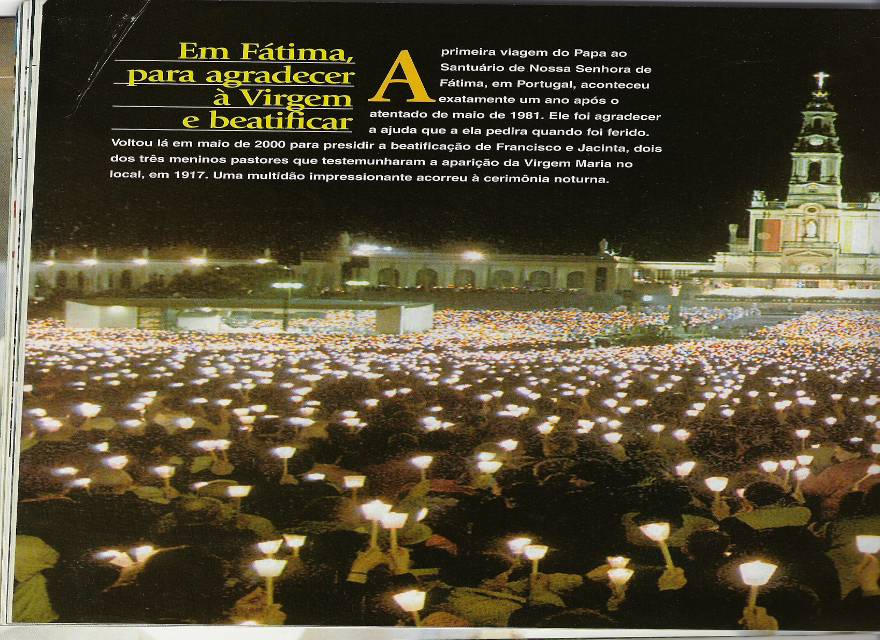 Em Fátima,
para agradecer
à Virgem
e beatificar
A primeira viagem do Papa ao
Santuário de Nossa Senhora de
Fátima, em Portugal, aconteceu
exatamente um ano após o
atentado de maio de 1981. Ele foi agradecer
a ajuda que a ela pedira quando foi ferido.
Voltou lá em maio de 2000 para presidir a beatificação de Francisco e Jacinta, dois
dos três meninos pastores que testemunharam a aparição da Virgem Maria no
local, em 1917. Uma multidão impressionante acorreu à cerimônia noturna.